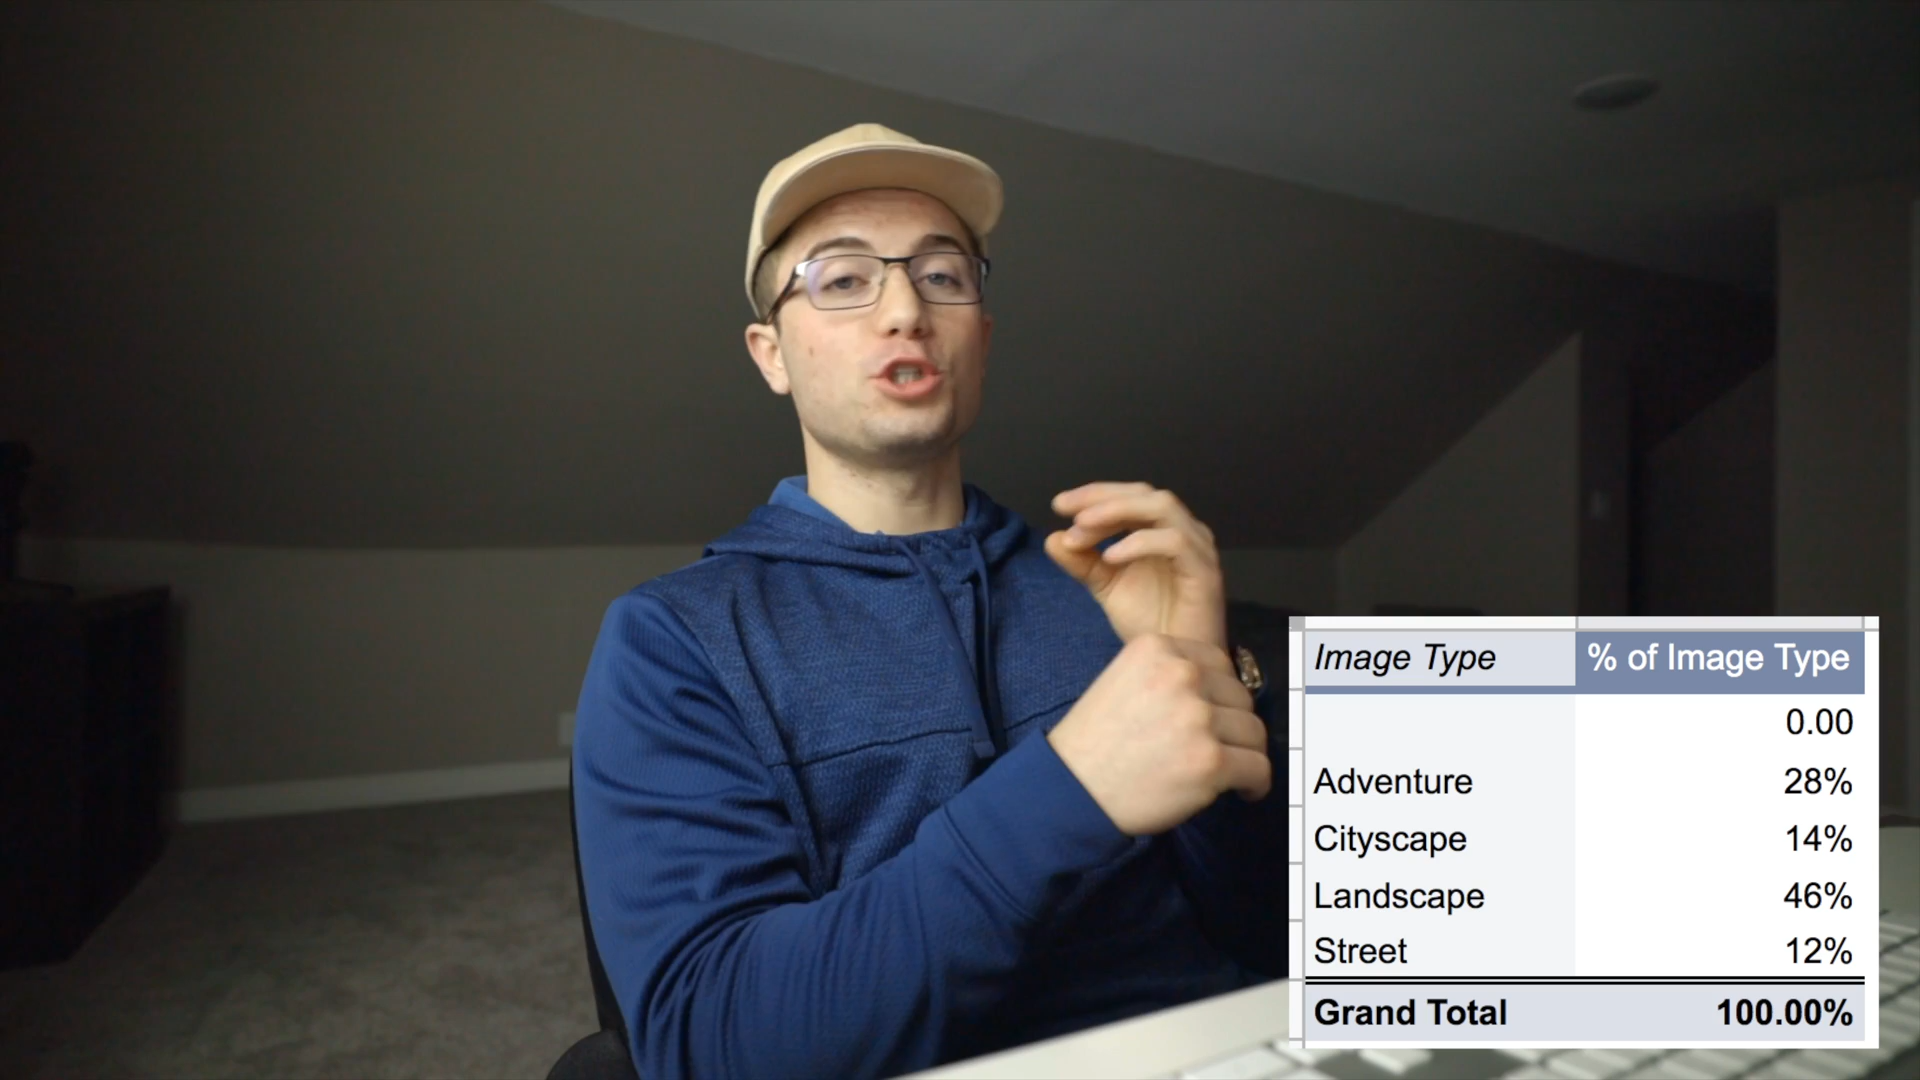 Image Type % of Image Type
0.00
Adventure 28%
Cityscape 14%
Landscape 46%
Street 12%
Grand Total 100.00%